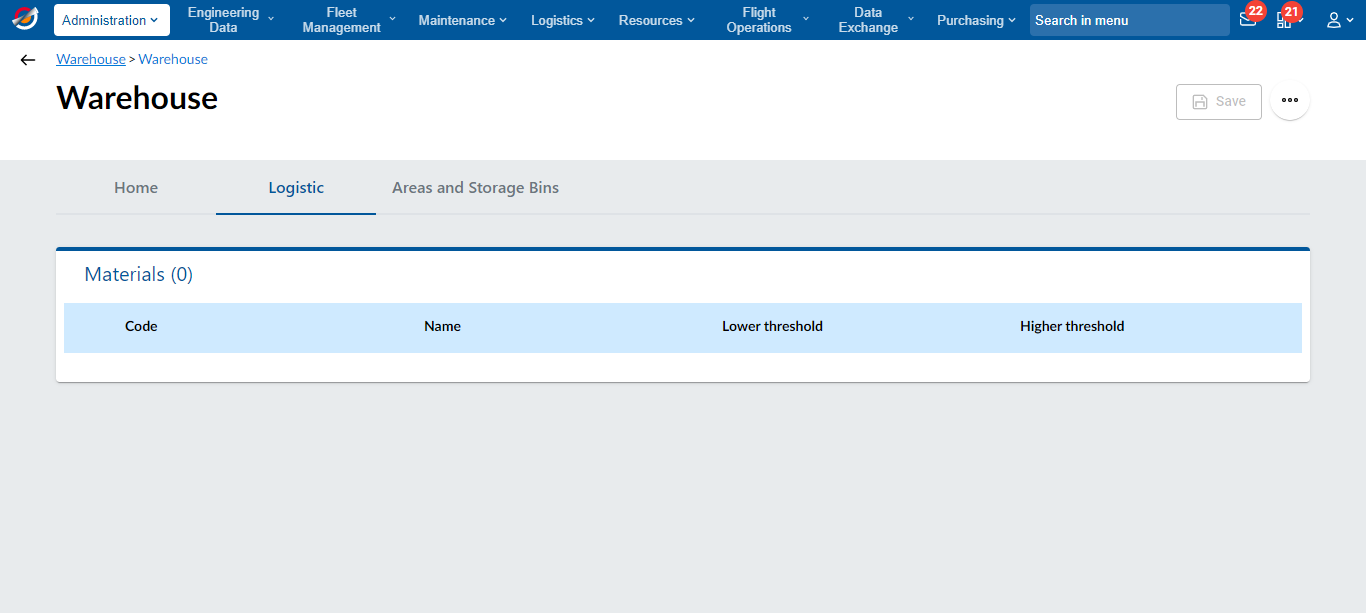 Administration
Engineering
Data
Fleet
Management
Maintenance
Logistics
Resources
Flight
Operations
Data
Exchange
Purchasing
Search in menu
22
21
Warehouse > Warehouse
Warehouse
Save
Home
Logistic
Areas and Storage Bins
Materials (0)
Code
Name
Lower threshold
Higher threshold